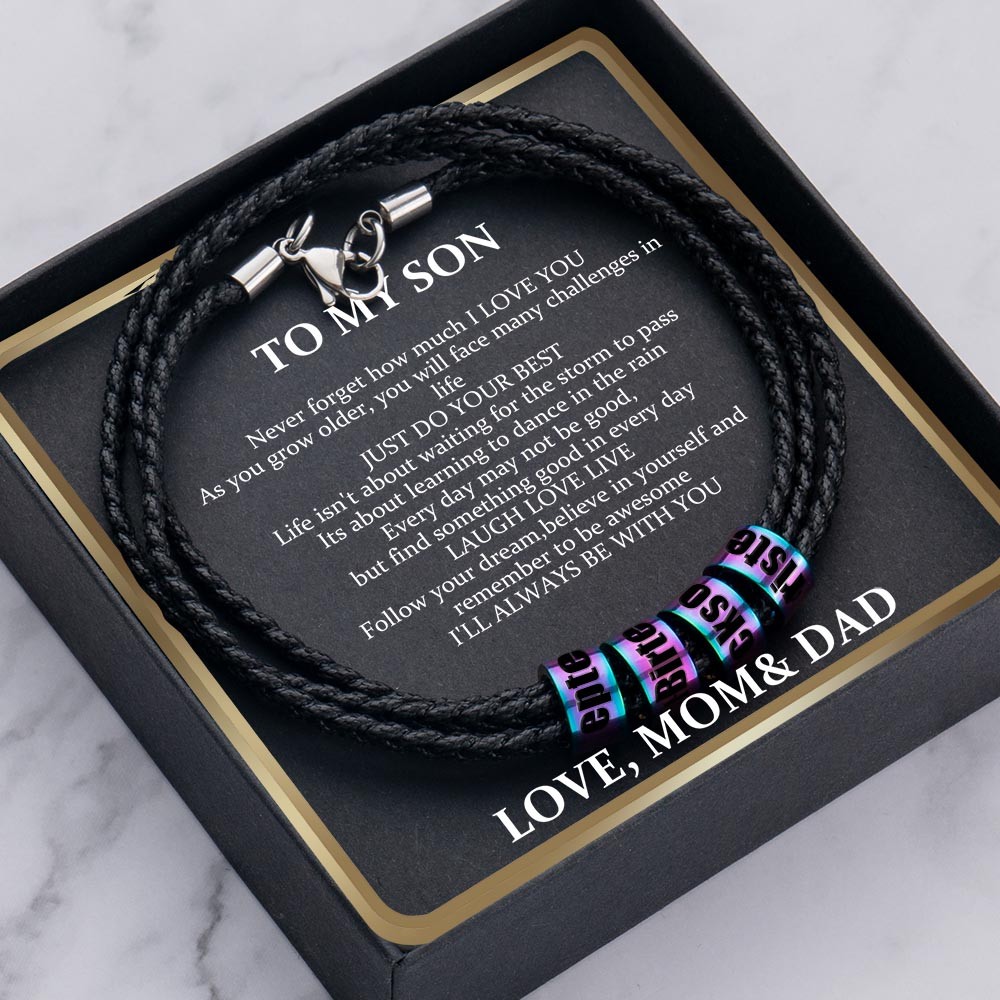 TO MY SON
Never forget how much I LOVE YOU
As you grow older, you will face many challenges in
life
JUST DO YOUR BEST
Life isn't about waiting for the storm to pass
Its about learning to dance in the rain
Every day may not be good,
but find something good in every day
LAUGH LOVE LIVE
Follow your dream,believe in yourself and
remember to be awesome
I'LL ALWAYS BE WITH YOU
epte
Birte
ckso
riste
LOVE, MOM& DAD